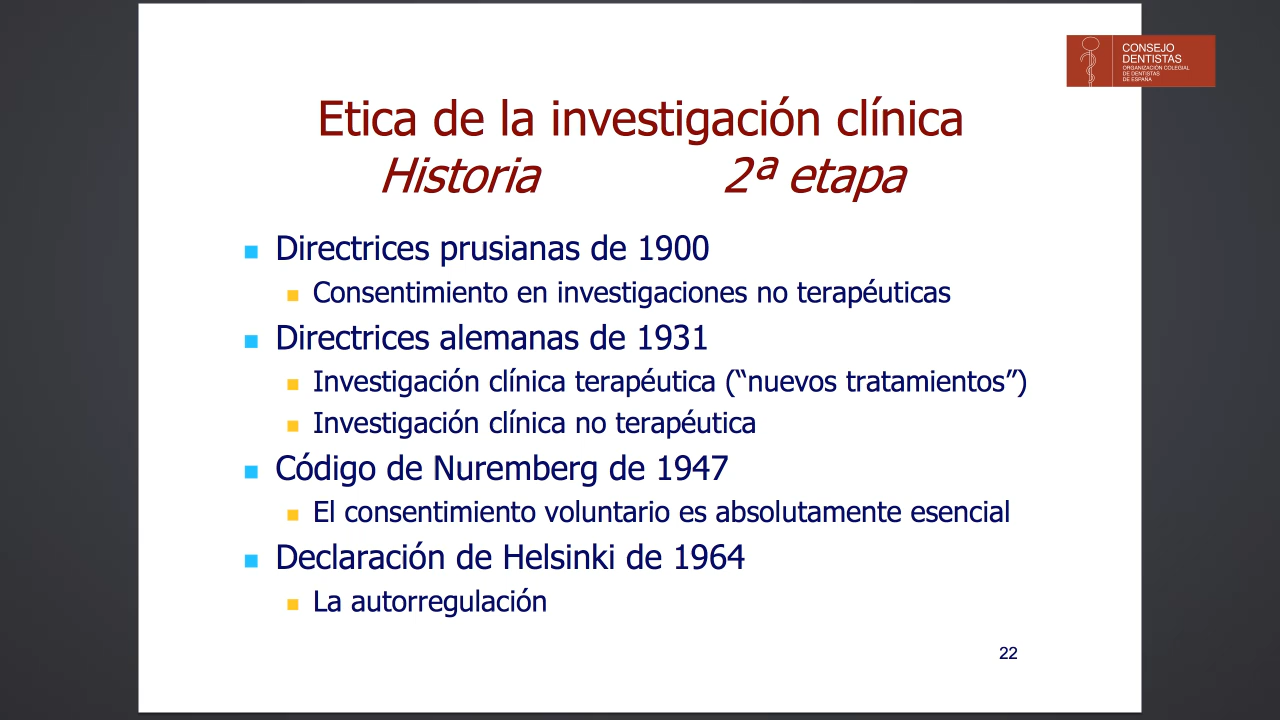 CONSEJO
DENTISTAS
ORGANIZACIÓN COLEGIAL
DE DENTISTAS
DE ESPAÑA
Etica de la investigación clínica
Historia 2ª etapa
Directrices prusianas de 1900
Consentimiento en investigaciones no terapéuticas
Directrices alemanas de 1931
Investigación clínica terapéutica (“nuevos tratamientos”)
Investigación clínica no terapéutica
Código de Nuremberg de 1947
El consentimiento voluntario es absolutamente esencial
Declaración de Helsinki de 1964
La autorregulación
22